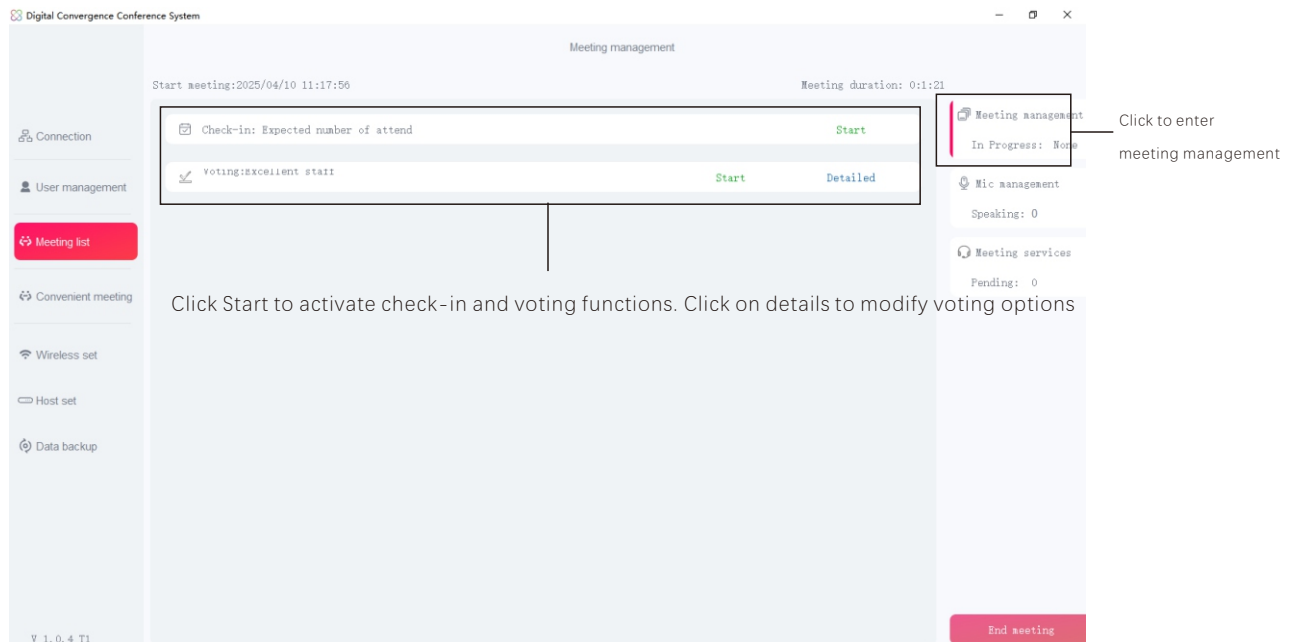 Digital Convergence Conference System
Meeting management
Start meeting:2025/04/10 11:17:56
Meeting duration: 0:1:21
Connection
User management
Meeting list
Convenient meeting
Wireless set
Host set
Data backup
V 1.0.4 T1
Check-in: Expected number of attend
Start
Voting:Excellent staff
Start
Detailed
Click Start to activate check-in and voting functions. Click on details to modify voting options
Meeting management
In Progress: None
Mic management
Speaking: 0
Meeting services
Pending: 0
End meeting
Click to enter
meeting management